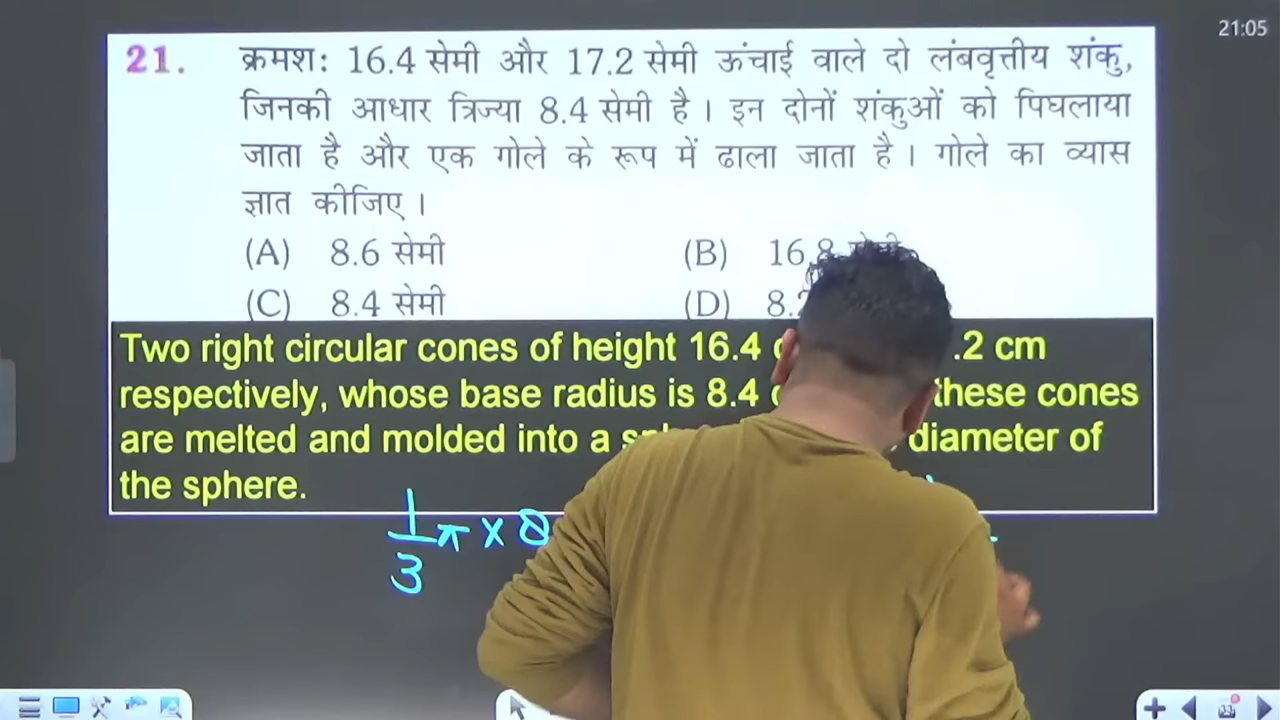 21:05
21. क्रमश: 16.4 सेमी और 17.2 सेमी ऊंचाई वाले दो लंबवृत्तीय शंकु,
जिनकी आधार त्रिज्या 8.4 सेमी है। इन दोनों शंकुओं को पिघलाया
जाता है और एक गोले के रूप में ढाला जाता है। गोले का व्यास
ज्ञात कीजिए।
(A) 8.6 सेमी (B) 16.8
(C) 8.4 सेमी (D) 8.
Two right circular cones of height 16.4 .2 cm
respectively, whose base radius is 8.4 these cones
are melted and molded into a diameter of
the sphere.
1/3 π × 8
33